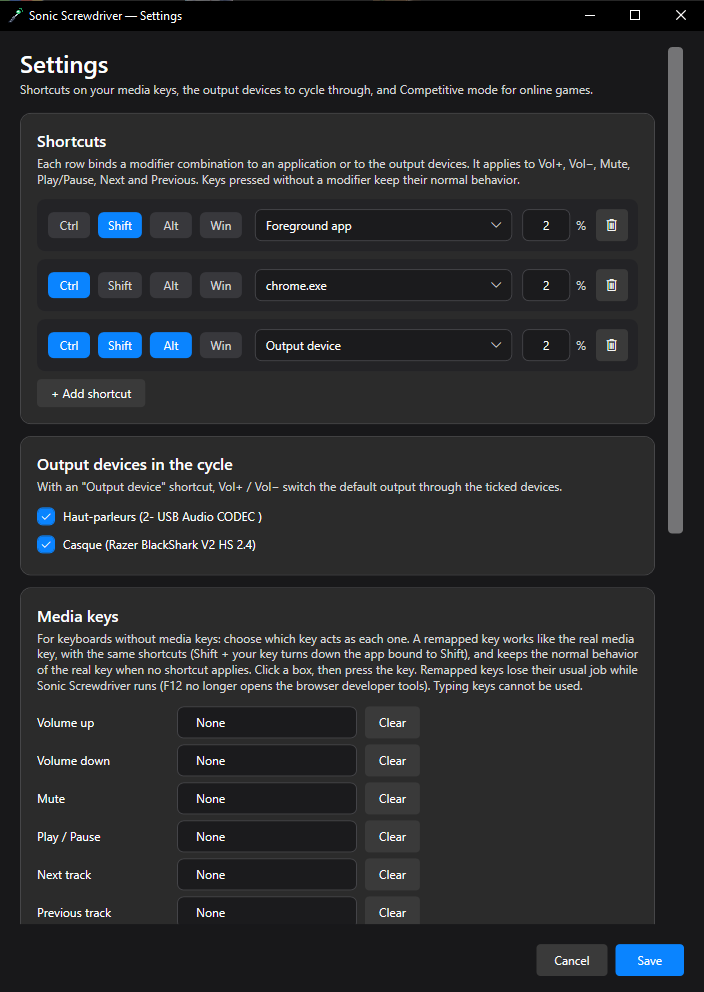 Sonic Screwdriver — Settings
Settings
Shortcuts on your media keys, the output devices to cycle through, and Competitive mode for online games.
Shortcuts
Each row binds a modifier combination to an application or to the output devices. It applies to Vol+, Vol−, Mute,
Play/Pause, Next and Previous. Keys pressed without a modifier keep their normal behavior.
Ctrl Shift Alt Win Foreground app 2 %
Ctrl Shift Alt Win chrome.exe 2 %
Ctrl Shift Alt Win Output device 2 %
+ Add shortcut
Output devices in the cycle
With an "Output device" shortcut, Vol+ / Vol− switch the default output through the ticked devices.
Haut-parleurs (2- USB Audio CODEC )
Casque (Razer BlackShark V2 HS 2.4)
Media keys
For keyboards without media keys: choose which key acts as each one. A remapped key works like the real media
key, with the same shortcuts (Shift + your key turns down the app bound to Shift), and keeps the normal behavior
of the real key when no shortcut applies. Click a box, then press the key. Remapped keys lose their usual job while
Sonic Screwdriver runs (F12 no longer opens the browser developer tools). Typing keys cannot be used.
Volume up None Clear
Volume down None Clear
Mute None Clear
Play / Pause None Clear
Next track None Clear
Previous track None Clear
Cancel Save